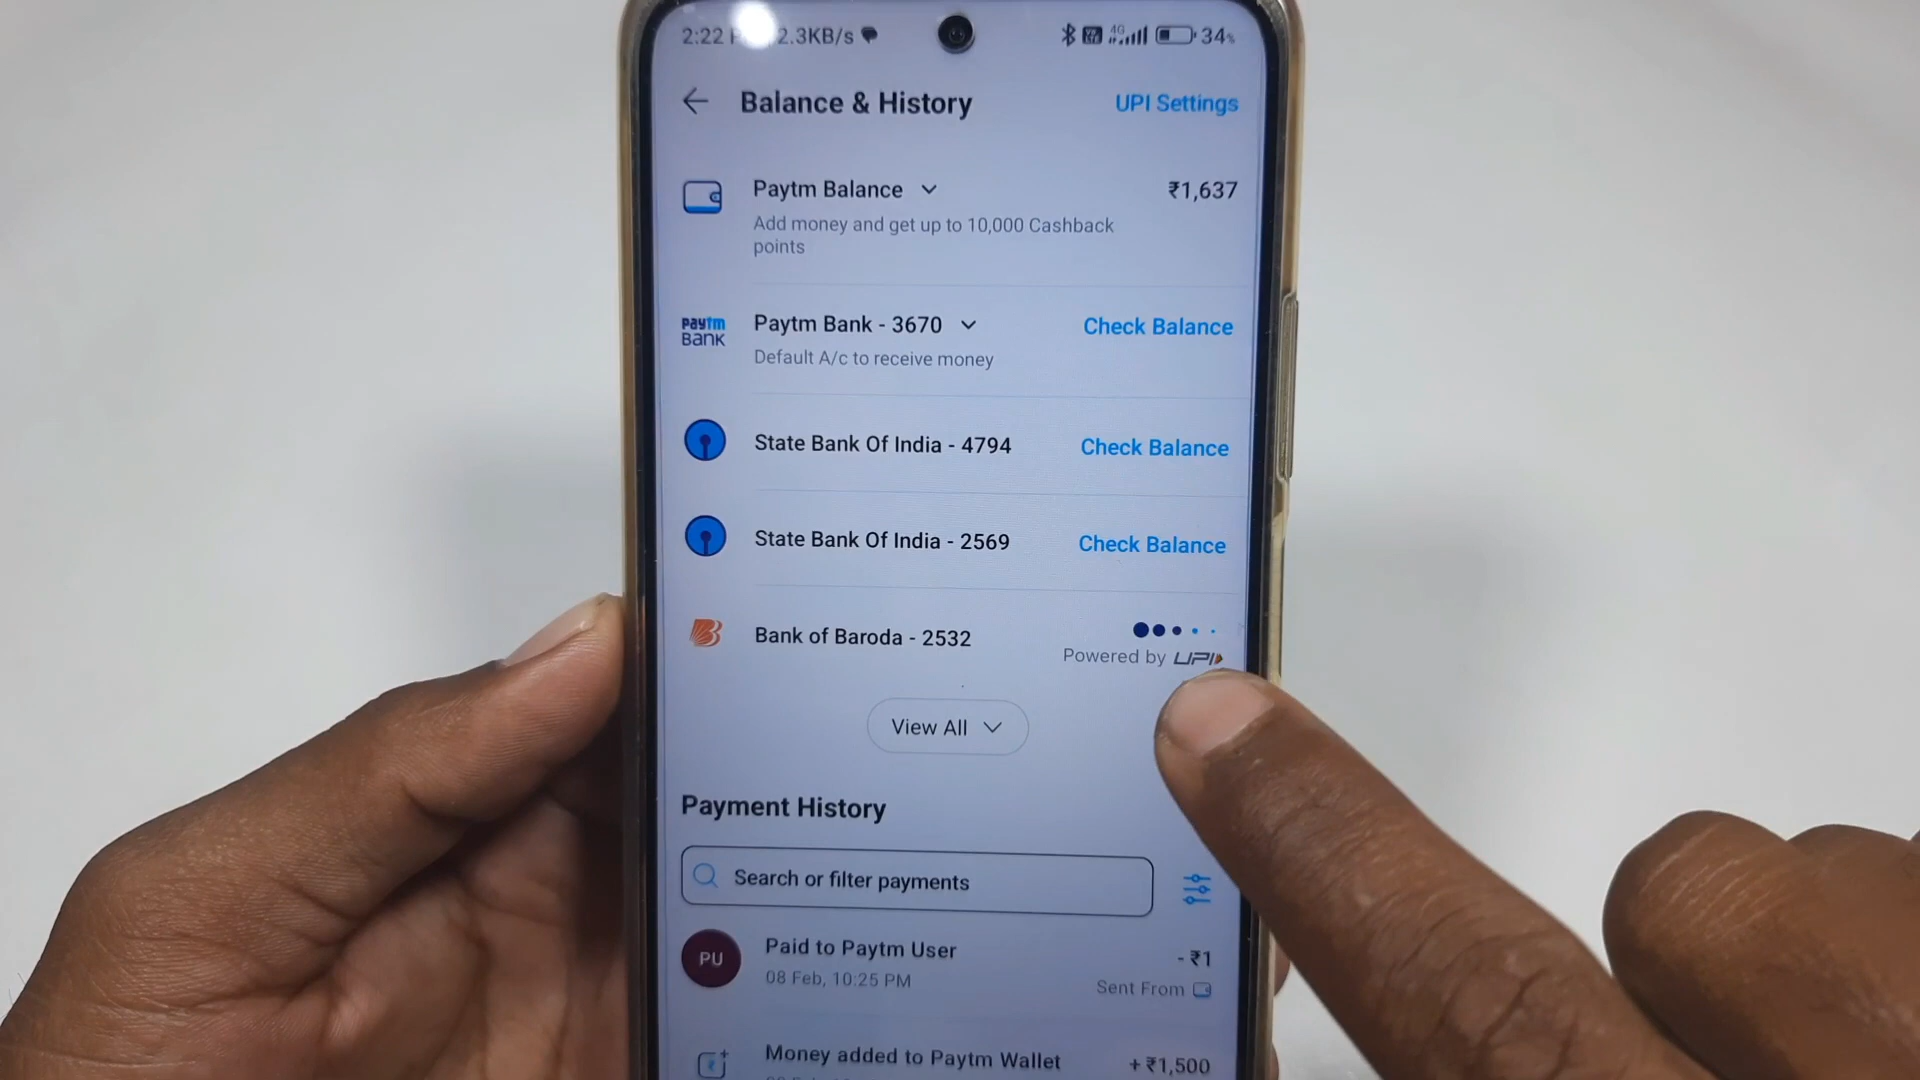 2:22 2.3KB/s 4G 34%
Balance & History UPI Settings
Paytm Balance ₹1,637
Add money and get up to 10,000 Cashback
points
paytm
Bank
Paytm Bank - 3670 Check Balance
Default A/c to receive money
State Bank Of India - 4794 Check Balance
State Bank Of India - 2569 Check Balance
Bank of Baroda - 2532
Powered by UPI
View All
Payment History
Search or filter payments
PU Paid to Paytm User - ₹1
08 Feb, 10:25 PM Sent From
Money added to Paytm Wallet + ₹1,500